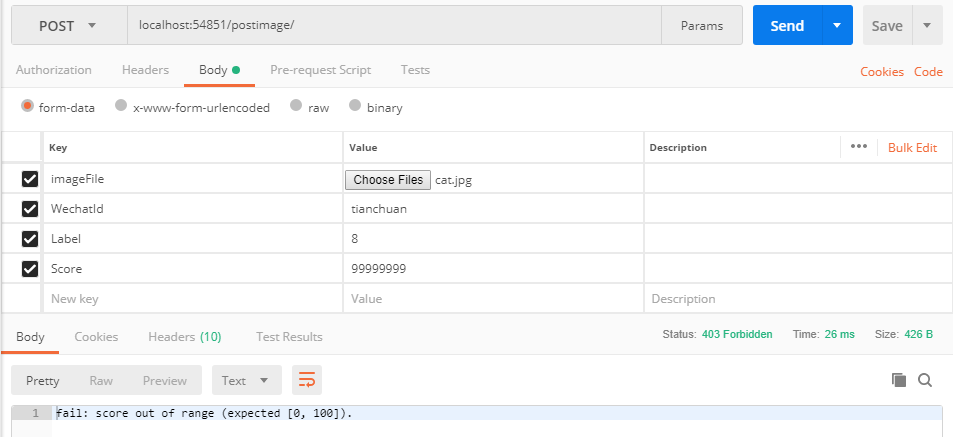 POST localhost:54851/postimage/ Params Send Save
Authorization Headers Body Pre-request Script Tests Cookies Code
form-data x-www-form-urlencoded raw binary
Key Value Description ••• Bulk Edit
imageFile Choose Files cat.jpg
WechatId tianchuan
Label 8
Score 99999999
New key Value Description
Body Cookies Headers (10) Test Results Status: 403 Forbidden Time: 26 ms Size: 426 B
Pretty Raw Preview Text
1 fail: score out of range (expected [0, 100]).